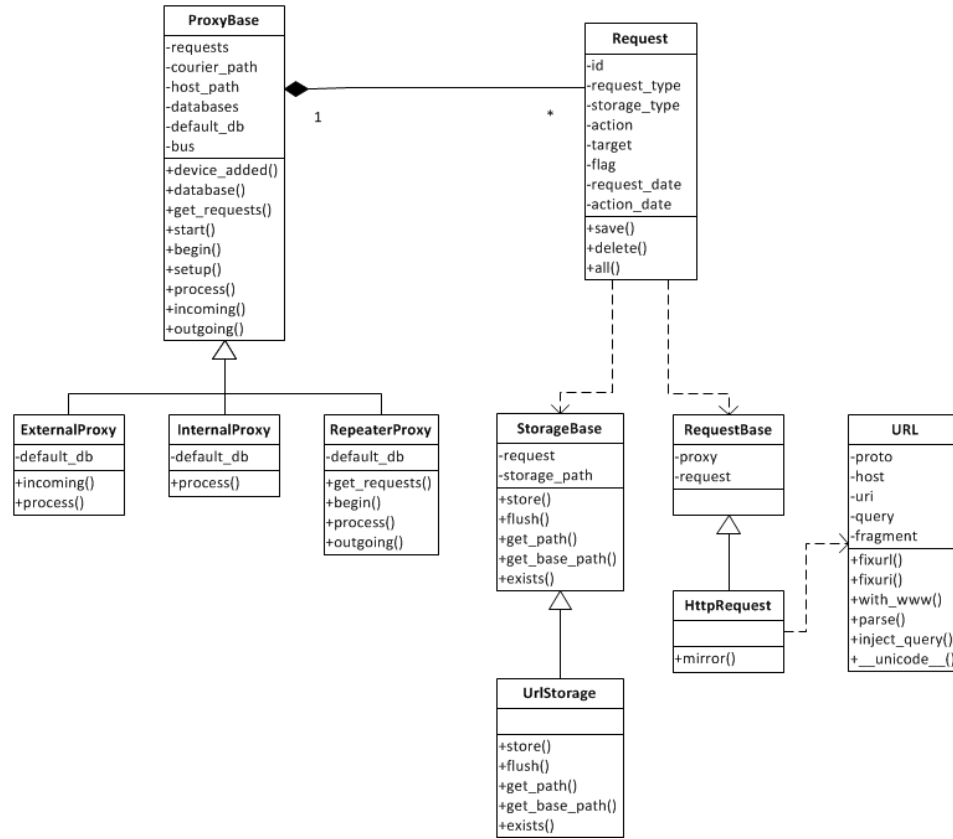 ProxyBase
-requests
-courier_path
-host_path
-databases
-default_db
-bus
+device_added()
+database()
+get_requests()
+start()
+begin()
+setup()
+process()
+incoming()
+outgoing()
1
*
Request
-id
-request_type
-storage_type
-action
-target
-flag
-request_date
-action_date
+save()
+delete()
+all()
ExternalProxy
-default_db
+incoming()
+process()
InternalProxy
-default_db
+process()
RepeaterProxy
-default_db
+get_requests()
+begin()
+process()
+outgoing()
StorageBase
-request
-storage_path
+store()
+flush()
+get_path()
+get_base_path()
+exists()
RequestBase
-proxy
-request
URL
-proto
-host
-uri
-query
-fragment
+fixurl()
+fixuri()
+with_www()
+parse()
+inject_query()
+__unicode__()
HttpRequest
+mirror()
UrlStorage
+store()
+flush()
+get_path()
+get_base_path()
+exists()